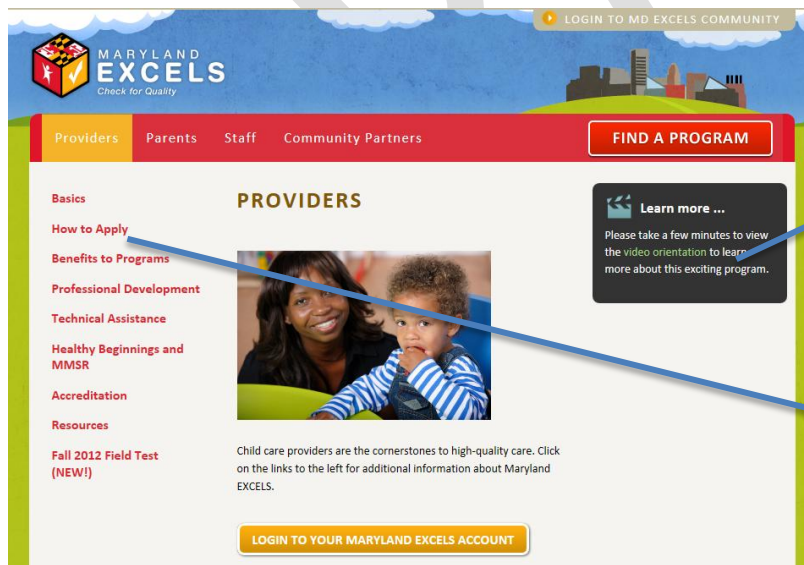 LOGIN TO MD EXCELS COMMUNITY
MARYLAND
EXCELS
Check for Quality
Providers Parents Staff Community Partners FIND A PROGRAM
Basics
How to Apply
Benefits to Programs
Professional Development
Technical Assistance
Healthy Beginnings and
MMSR
Accreditation
Resources
Fall 2012 Field Test
(NEW!)
PROVIDERS
Child care providers are the cornerstones to high-quality care. Click
on the links to the left for additional information about Maryland
EXCELS.
LOGIN TO YOUR MARYLAND EXCELS ACCOUNT
Learn more ...
Please take a few minutes to view
the video orientation to learn
more about this exciting program.